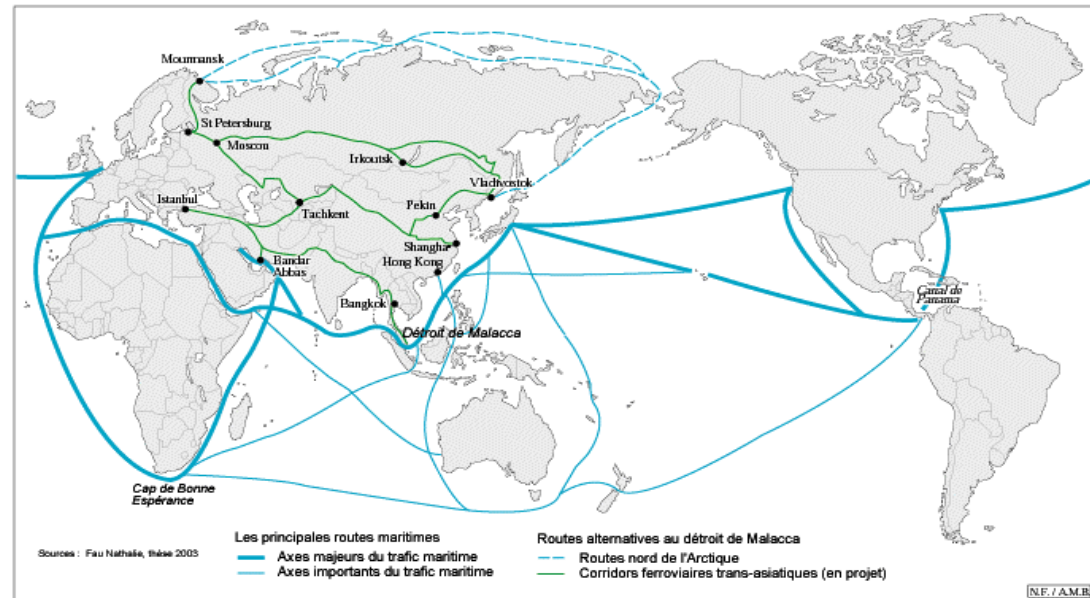 Mourmansk
St Petersburg
Moscou
Irkoutsk
Vladivostok
Istanbul
Tachkent
Pekin
Shanghai
Bandar
Abbas
Hong Kong
Bangkok
Détroit de Malacca
Canal de
Panama
Cap de Bonne
Espérance
Les principales routes maritimes
Axes majeurs du trafic maritime
Axes importants du trafic maritime
Routes alternatives au détroit de Malacca
Routes nord de l'Arctique
Corridors ferroviaires trans-asiatiques (en projet)
Sources : Fau Nathalie, thèse 2003
N.F. / A.M.B